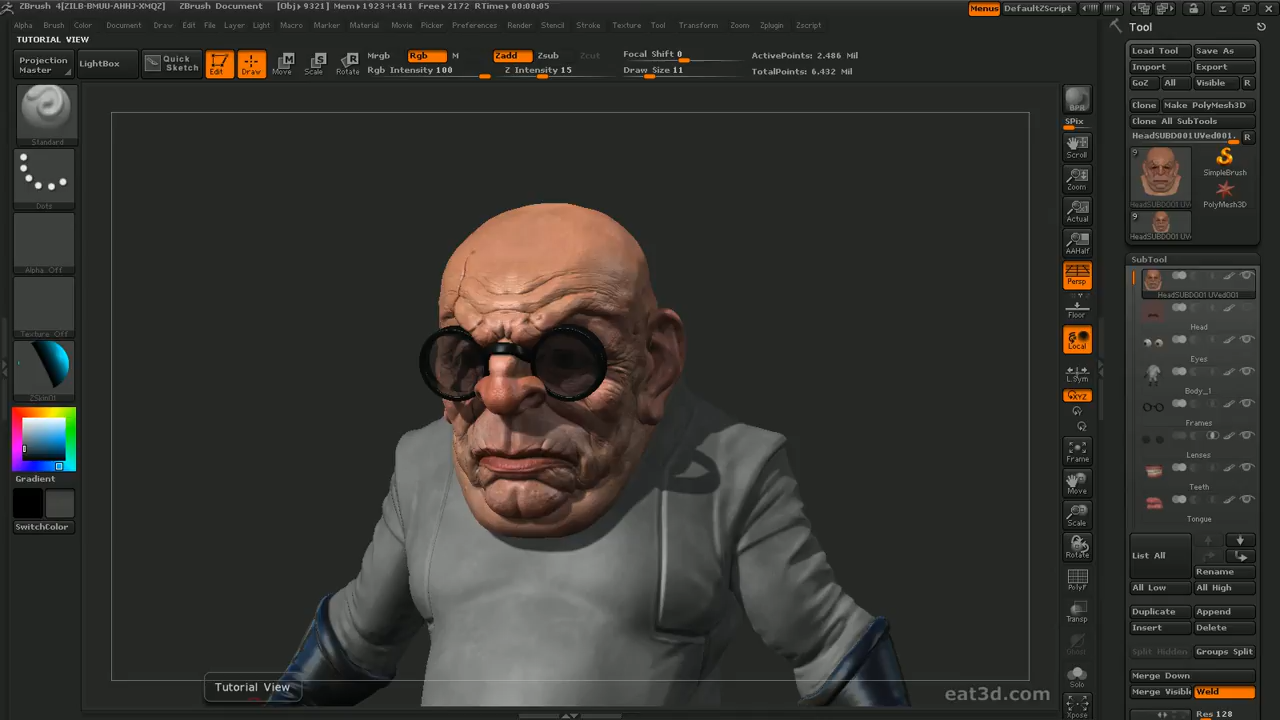 ZBrush 4[ZILB-BMUU-AHHJ-XMQZ] ZBrush Document [Obj>9321] Mem>1923+1411 Free>2172 RTime>00:00:05 Menus DefaultZScript
Alpha Brush Color Document Draw Edit File Layer Light Macro Marker Material Movie Picker Preferences Render Stencil Stroke Texture Tool Transform Zoom Zplugin Zscript
TUTORIAL VIEW
Projection Master
LightBox
Quick Sketch
Edit
Draw
Move
Scale
Rotate
Mrgb Rgb M
Rgb Intensity 100
Zadd Zsub Zcut
Z Intensity 15
Focal Shift 0
Draw Size 11
ActivePoints: 2.486 Mil
TotalPoints: 6.432 Mil
Standard
Dots
Alpha Off
Texture Off
Gradient
SwitchColor
BPR
SPix
Scroll
Zoom
Actual
AAHalf
Persp
Floor
Local
L.Sym
XYZ
Frame
Move
Scale
Rotate
PolyF
Transp
Solo
Xpose
Tool
Load Tool Save As
Import Export
GoZ All Visible R
Clone Make PolyMesh3D
Clone All SubTools
HeadSUBD001UVed001. R
9
SimpleBrush
HeadSUBD001UV
PolyMesh3D
9
HeadSUBD001UV
SubTool
HeadSUBD001UVed001
Head
Eyes
Body_1
Frames
Lenses
Teeth
Tongue
List All
Rename
All Low All High
Duplicate Append
Insert Delete
Split Hidden Groups Split
Merge Down
Merge Visible Weld
Res 128
Tutorial View
eat3d.com